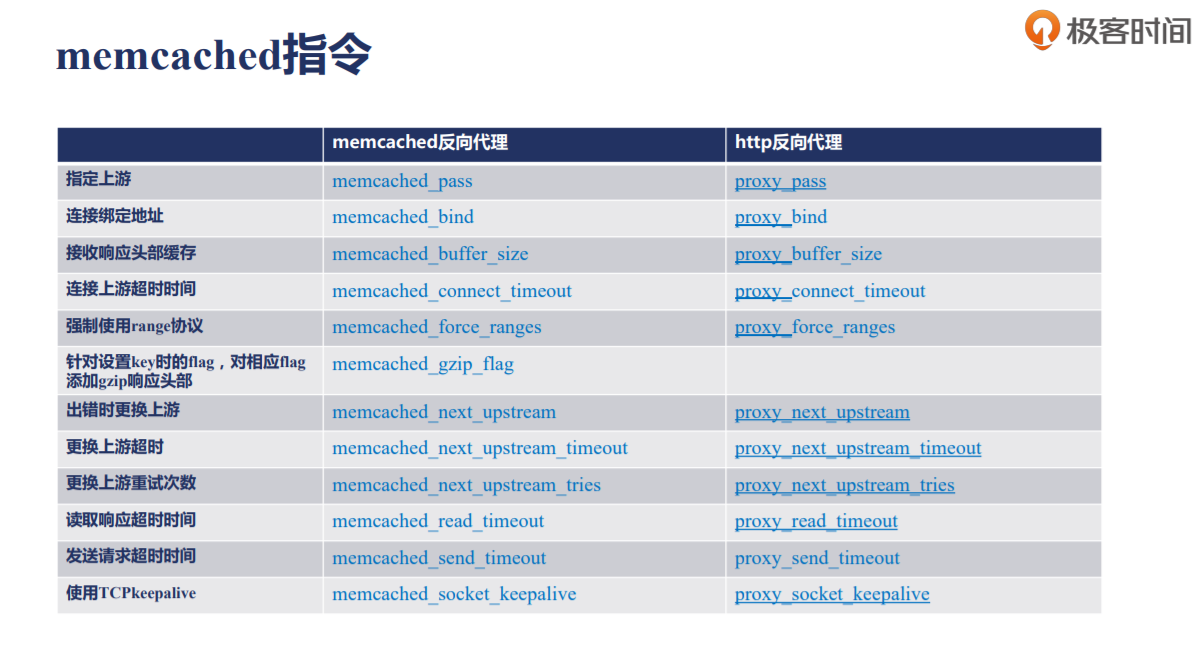 极客时间
memcached指令
memcached反向代理 http反向代理
指定上游 memcached_pass proxy_pass
连接绑定地址 memcached_bind proxy_bind
接收响应头部缓存 memcached_buffer_size proxy_buffer_size
连接上游超时时间 memcached_connect_timeout proxy_connect_timeout
强制使用range协议 memcached_force_ranges proxy_force_ranges
针对设置key时的flag，对相应flag memcached_gzip_flag
添加gzip响应头部
出错时更换上游 memcached_next_upstream proxy_next_upstream
更换上游超时 memcached_next_upstream_timeout proxy_next_upstream_timeout
更换上游重试次数 memcached_next_upstream_tries proxy_next_upstream_tries
读取响应超时时间 memcached_read_timeout proxy_read_timeout
发送请求超时时间 memcached_send_timeout proxy_send_timeout
使用TCPkeepalive memcached_socket_keepalive proxy_socket_keepalive